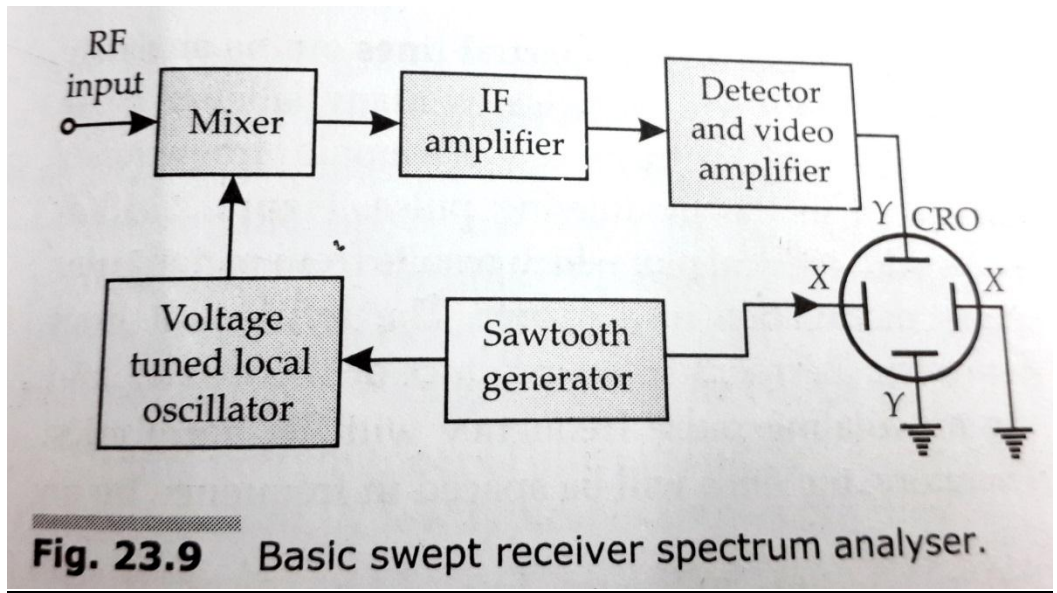 RF
input
Mixer
IF
amplifier
Detector
and video
amplifier
Y CRO
X
X
Voltage
tuned local
oscillator
Sawtooth
generator
Y
Fig. 23.9 Basic swept receiver spectrum analyser.